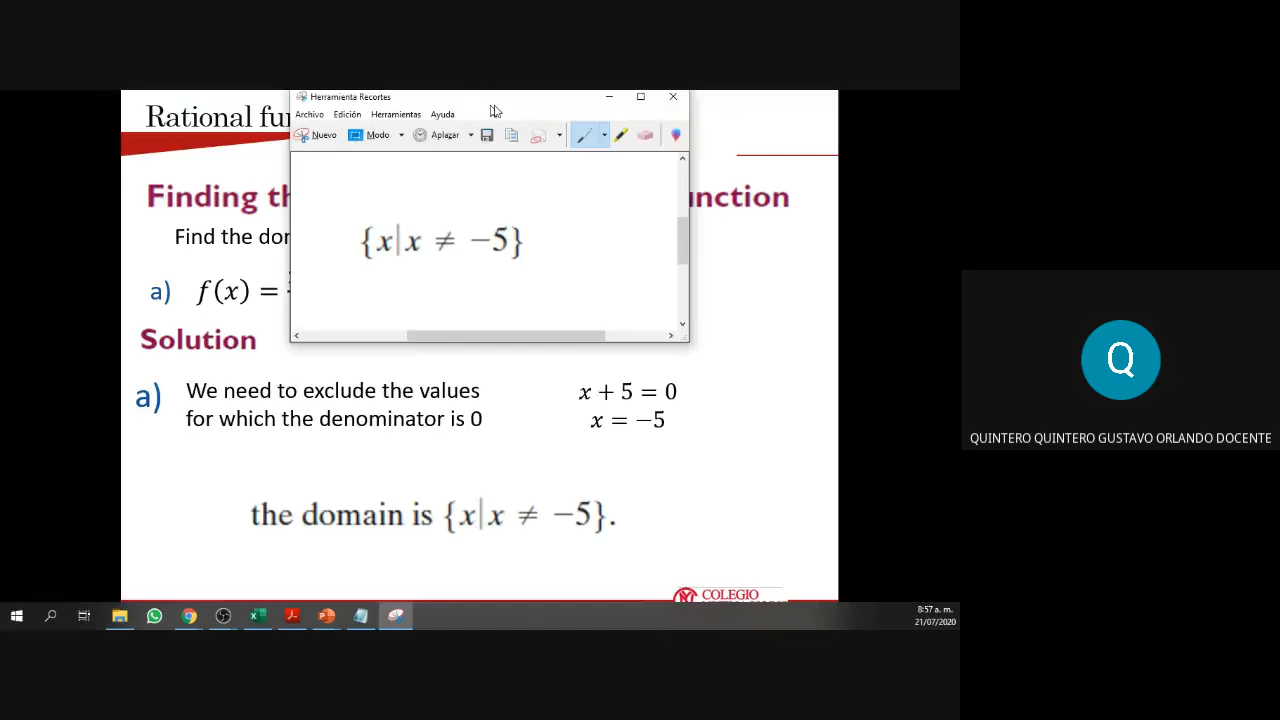 Rational fu
Herramienta Recortes
Archivo Edición Herramientas Ayuda
Nuevo Modo Aplazar
{x|x ≠ −5}
Finding th
nction
Find the do
a) f(x) =
Solution
a) We need to exclude the values
for which the denominator is 0
x + 5 = 0
x = −5
the domain is {x|x ≠ −5}.
COLEGIO
8:57 a. m.
21/07/2020
Q
QUINTERO QUINTERO GUSTAVO ORLANDO DOCENTE